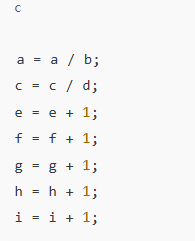 c
a = a / b;
c = c / d;
e = e + 1;
f = f + 1;
g = g + 1;
h = h + 1;
i = i + 1;